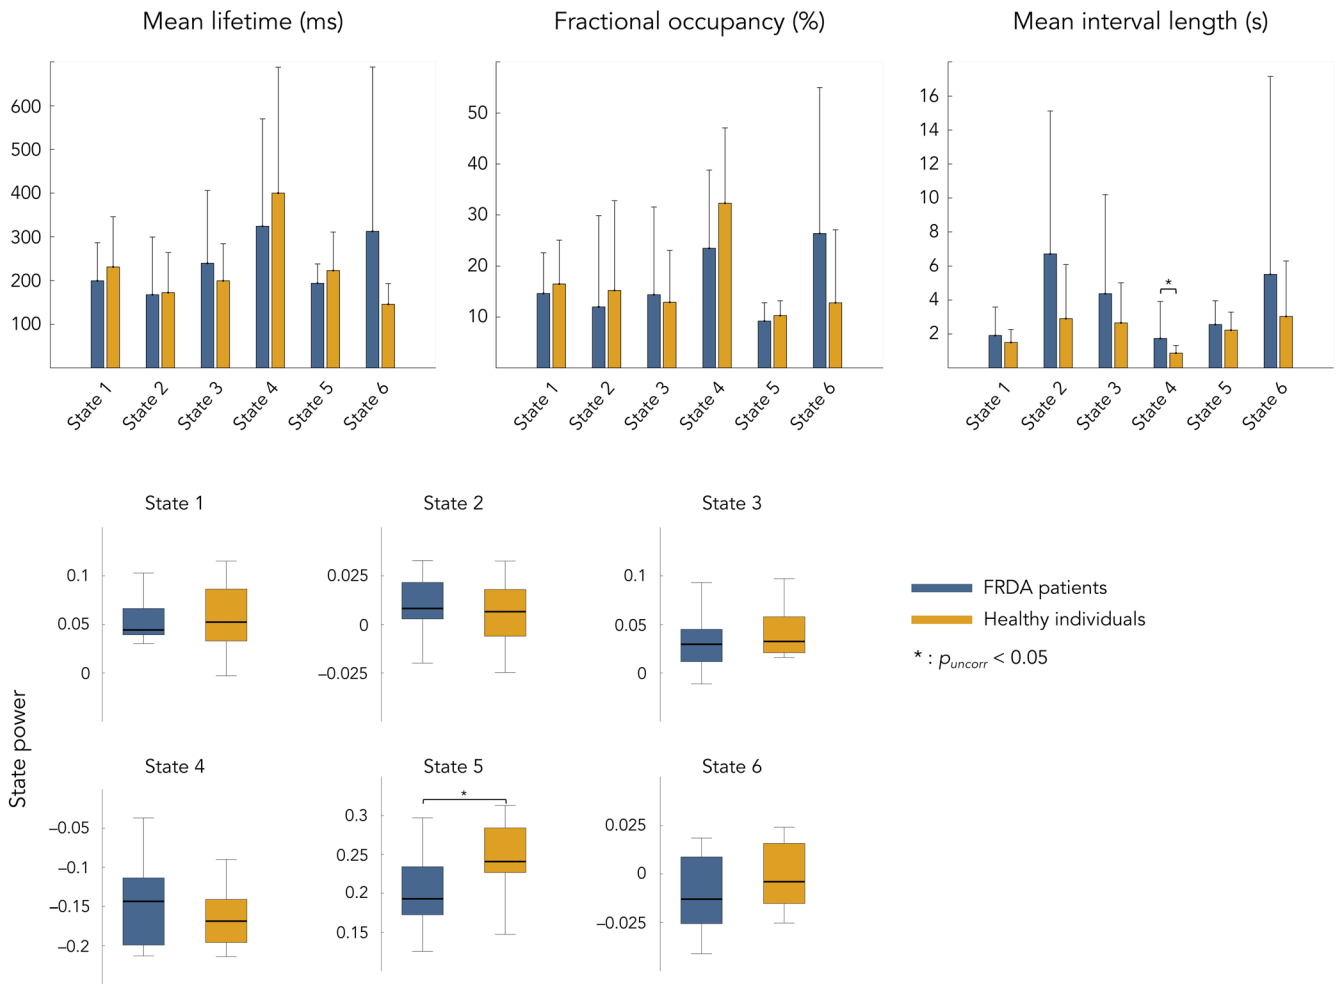 Mean lifetime (ms)
600
500
400
300
200
100
State 1
State 2
State 3
State 4
State 5
State 6
Fractional occupancy (%)
50
40
30
20
10
State 1
State 2
State 3
State 4
State 5
State 6
Mean interval length (s)
16
14
12
10
8
6
4
2
*
State 1
State 2
State 3
State 4
State 5
State 6
State power
State 1
0.1
0.05
0
State 2
0.025
0
–0.025
State 3
0.1
0.05
0
FRDA patients
Healthy individuals
* : puncorr < 0.05
State 4
–0.05
–0.1
–0.15
–0.2
State 5
*
0.3
0.25
0.2
0.15
State 6
0.025
0
–0.025